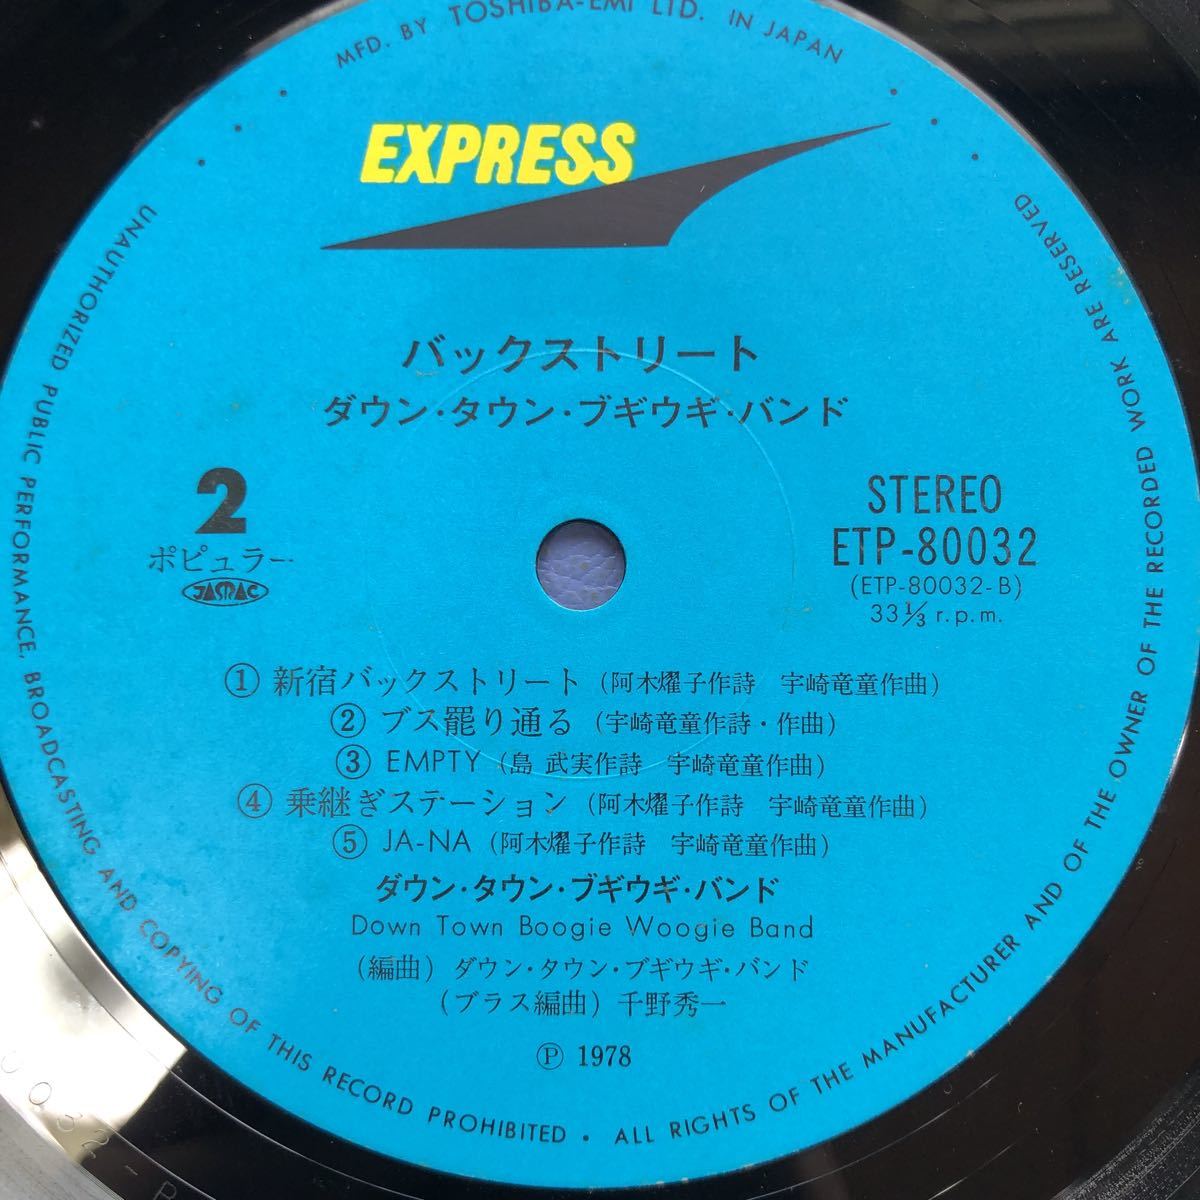 MFD. BY TOSHIBA-EMI LTD. IN JAPAN
EXPRESS
バックストリート
ダウン・タウン・ブギウギ・バンド
2
ポピュラー
JASRAC
STEREO
ETP-80032
(ETP-80032-B)
33 1/3 r.p.m.
① 新宿バックストリート (阿木燿子作詩 宇崎竜童作曲)
② ブス罷り通る (宇崎竜童作詩・作曲)
③ EMPTY (島 武実作詩 宇崎竜童作曲)
④ 乗継ぎステーション (阿木燿子作詩 宇崎竜童作曲)
⑤ JA-NA (阿木燿子作詩 宇崎竜童作曲)
ダウン・タウン・ブギウギ・バンド
Down Town Boogie Woogie Band
(編曲) ダウン・タウン・ブギウギ・バンド
(ブラス編曲) 千野秀一
Ⓟ 1978
UNAUTHORIZED PUBLIC PERFORMANCE, BROADCASTING AND COPYING OF THIS RECORD PROHIBITED • ALL RIGHTS OF THE MANUFACTURER AND OF THE OWNER OF THE RECORDED WORK ARE RESERVED